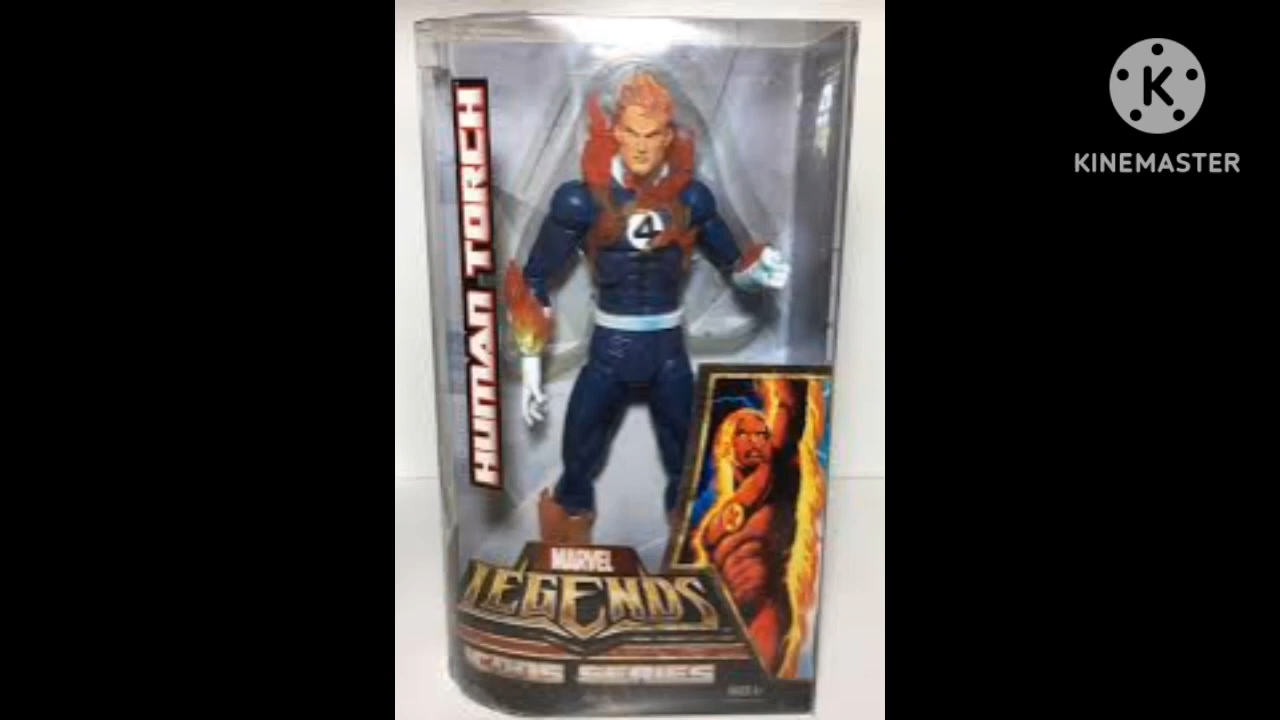 HUMAN TORCH
4
MARVEL
LEGENDS
ICONS SERIES
K
KINEMASTER